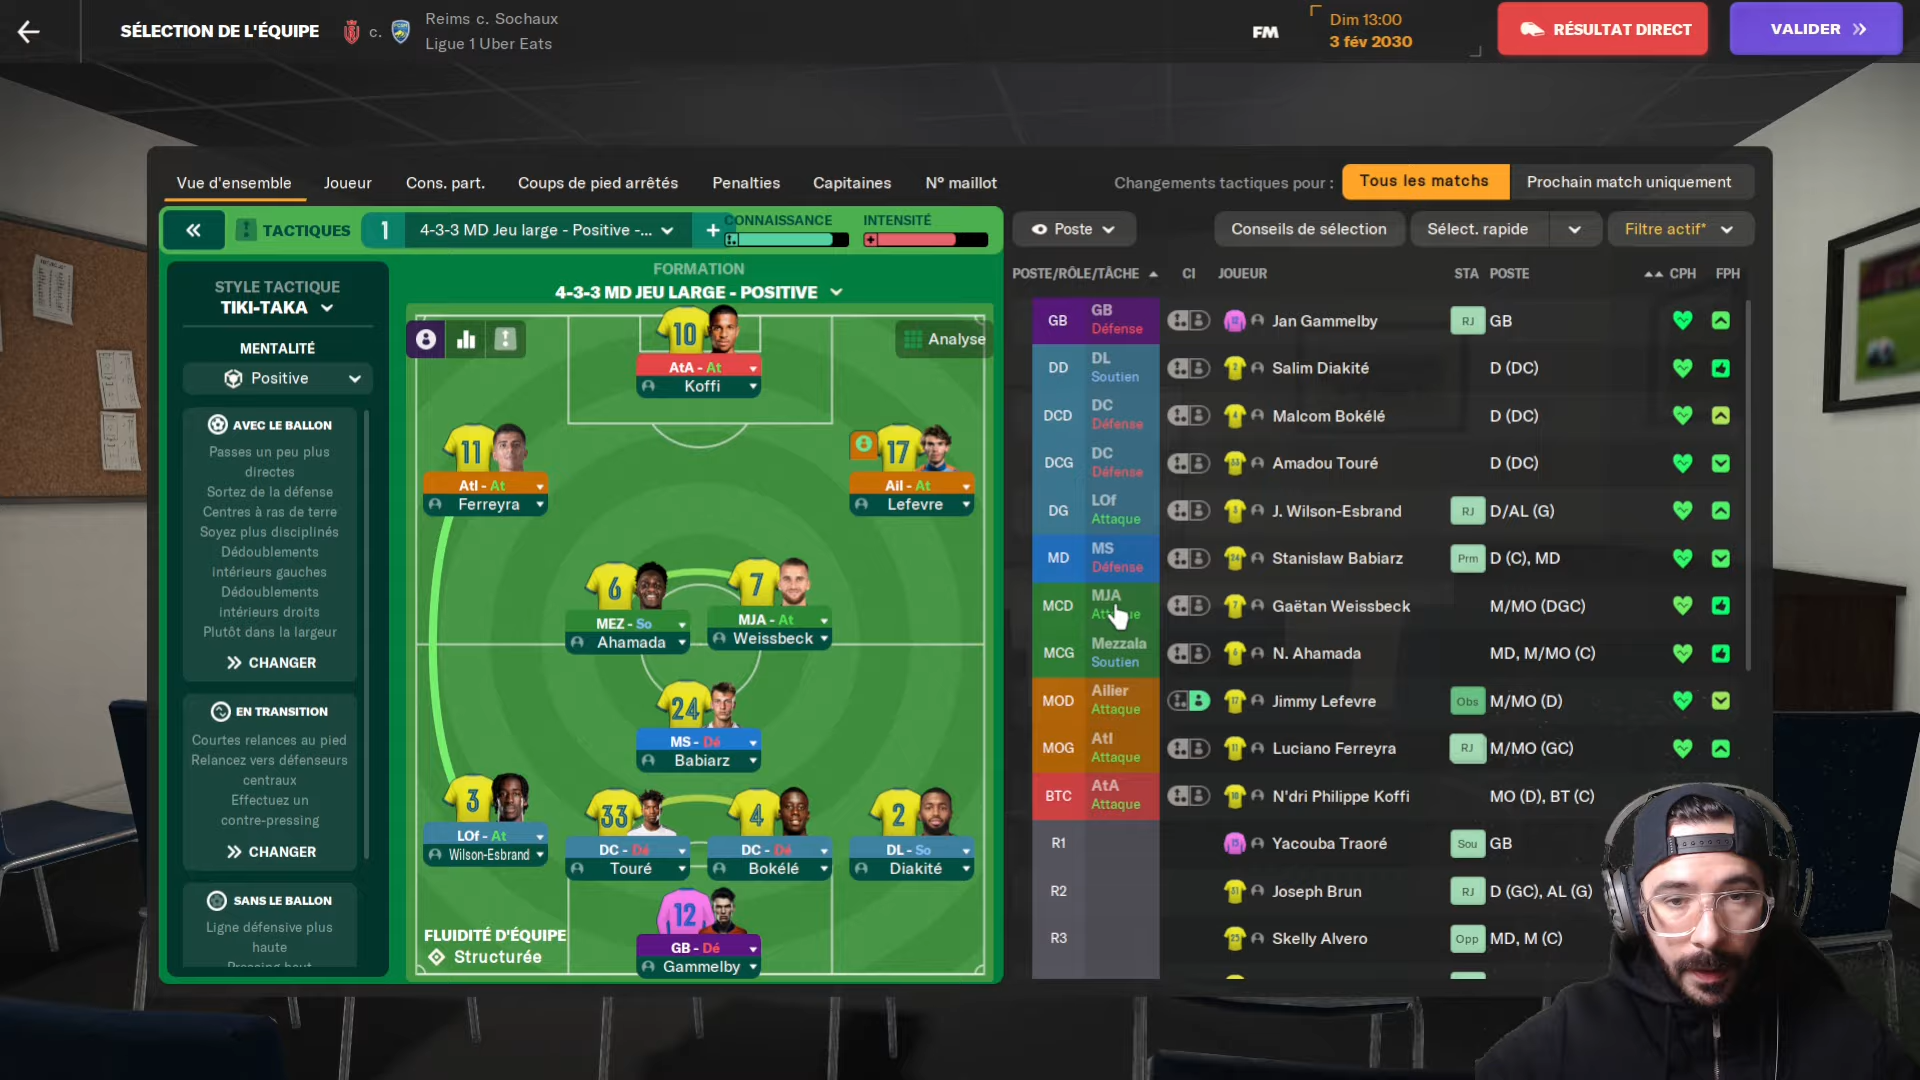 SÉLECTION DE L'ÉQUIPE
c.
Reims c. Sochaux
Ligue 1 Uber Eats
FM
Dim 13:00
3 fév 2030
RÉSULTAT DIRECT
VALIDER
Vue d'ensemble
Joueur
Cons. part.
Coups de pied arrêtés
Penalties
Capitaines
N° maillot
Changements tactiques pour :
Tous les matchs
Prochain match uniquement
TACTIQUES
1
4-3-3 MD Jeu large - Positive -...
CONNAISSANCE
INTENSITÉ
STYLE TACTIQUE
TIKI-TAKA
MENTALITÉ
Positive
AVEC LE BALLON
Passes un peu plus
directes
Sortez de la défense
Centres à ras de terre
Soyez plus disciplinés
Dédoublements
intérieurs gauches
Dédoublements
intérieurs droits
Plutôt dans la largeur
CHANGER
EN TRANSITION
Courtes relances au pied
Relancez vers défenseurs
centraux
Effectuez un
contre-pressing
CHANGER
SANS LE BALLON
Ligne défensive plus
haute
Pressing haut
FORMATION
4-3-3 MD JEU LARGE - POSITIVE
Analyse
10
AtA - At
Koffi
11
AtI - At
Ferreyra
17
Ail - At
Lefevre
6
MEZ - So
Ahamada
7
MJA - At
Weissbeck
24
MS - Dé
Babiarz
3
LOf - At
Wilson-Esbrand
33
DC - Dé
Touré
4
DC - Dé
Bokélé
2
DL - So
Diakité
12
GB - Dé
Gammelby
FLUIDITÉ D'ÉQUIPE
Structurée
Poste
Conseils de sélection
Sélect. rapide
Filtre actif*
POSTE/RÔLE/TÂCHE CI JOUEUR STA POSTE CPH FPH
GB GB Défense Jan Gammelby RJ GB
DD DL Soutien Salim Diakité D (DC)
DCD DC Défense Malcom Bokélé D (DC)
DCG DC Défense Amadou Touré D (DC)
DG LOf Attaque J. Wilson-Esbrand RJ D/AL (G)
MD MS Défense Stanislaw Babiarz Prm D (C), MD
MCD MJA Gaëtan Weissbeck M/MO (DGC)
MCG Mezzala Soutien N. Ahamada MD, M/MO (C)
MOD Ailier Attaque Jimmy Lefevre Obs M/MO (D)
MOG AtI Attaque Luciano Ferreyra RJ M/MO (GC)
BTC AtA Attaque N'dri Philippe Koffi MO (D), BT (C)
R1 Yacouba Traoré Sou GB
R2 Joseph Brun RJ D (GC), AL (G)
R3 Skelly Alvero Opp MD, M (C)